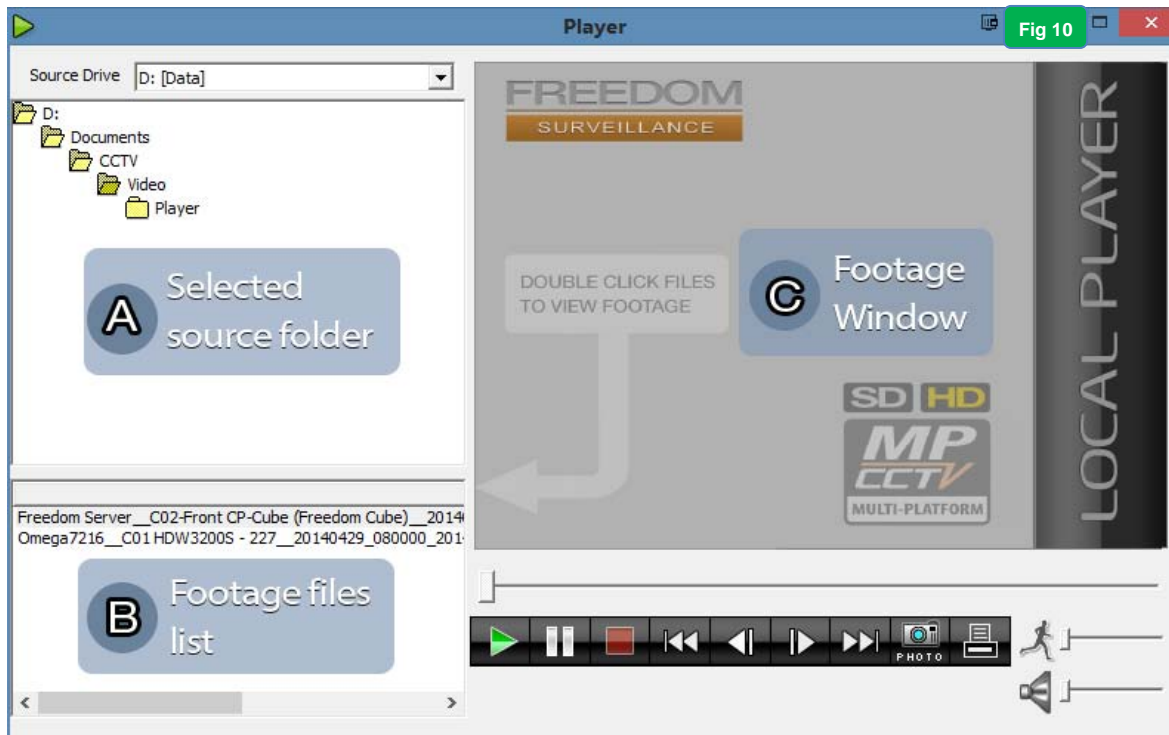 Player
Fig 10
Source Drive D: [Data]
D:
Documents
CCTV
Video
Player
A Selected
source folder
Freedom Server__C02-Front CP-Cube (Freedom Cube)__2014
Omega7216__C01 HDW3200S - 227__20140429_080000_201
B Footage files
list
FREEDOM
SURVEILLANCE
DOUBLE CLICK FILES
TO VIEW FOOTAGE
C Footage
Window
SD HD
MP
CCTV
MULTI-PLATFORM
LOCAL PLAYER
PHOTO